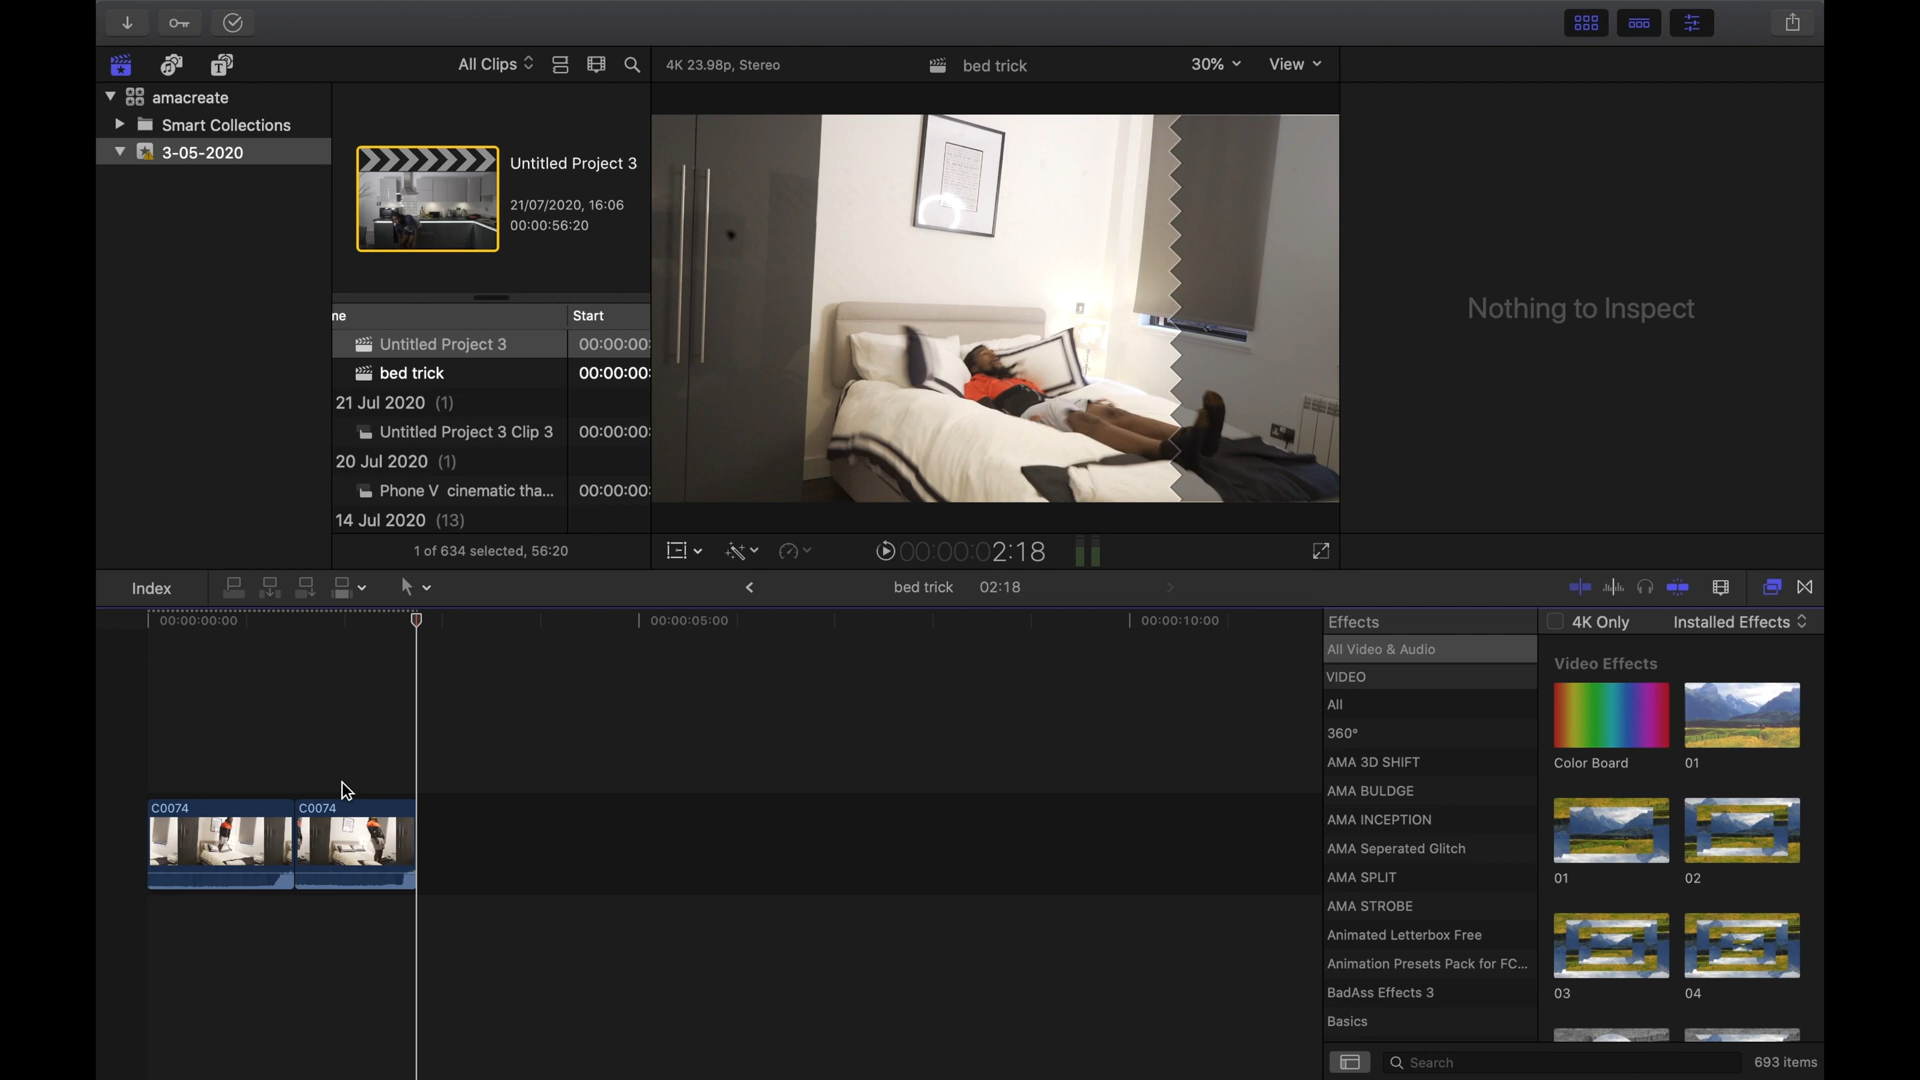 All Clips
4K 23.98p, Stereo
bed trick
30%
View
amacreate
Smart Collections
3-05-2020
Untitled Project 3
21/07/2020, 16:06
00:00:56:20
Nothing to Inspect
me
Start
Untitled Project 3
00:00:00:
bed trick
00:00:00:
21 Jul 2020 (1)
Untitled Project 3 Clip 3
00:00:00:
20 Jul 2020 (1)
Phone V cinematic tha...
00:00:00:
14 Jul 2020 (13)
1 of 634 selected, 56:20
00:00:02:18
Index
bed trick
02:18
00:00:00:00
00:00:05:00
00:00:10:00
C0074
C0074
Effects
4K Only
Installed Effects
All Video & Audio
VIDEO
All
360°
AMA 3D SHIFT
AMA BULDGE
AMA INCEPTION
AMA Seperated Glitch
AMA SPLIT
AMA STROBE
Animated Letterbox Free
Animation Presets Pack for FC...
BadAss Effects 3
Basics
Video Effects
Color Board
01
01
02
03
04
Search
693 items